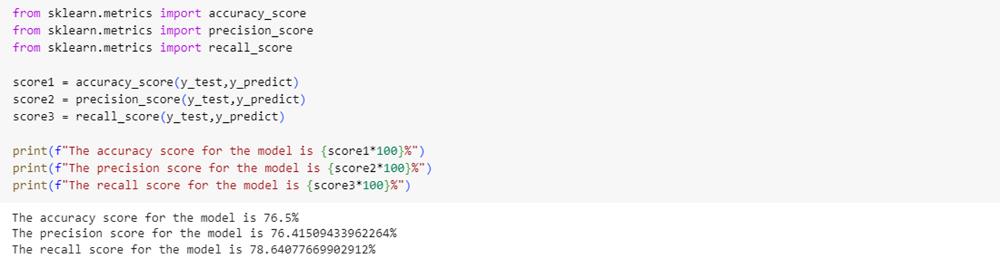 from sklearn.metrics import accuracy_score
from sklearn.metrics import precision_score
from sklearn.metrics import recall_score
score1 = accuracy_score(y_test,y_predict)
score2 = precision_score(y_test,y_predict)
score3 = recall_score(y_test,y_predict)
print(f"The accuracy score for the model is {score1*100}%")
print(f"The precision score for the model is {score2*100}%")
print(f"The recall score for the model is {score3*100}%")
The accuracy score for the model is 76.5%
The precision score for the model is 76.41509433962264%
The recall score for the model is 78.64077669902912%